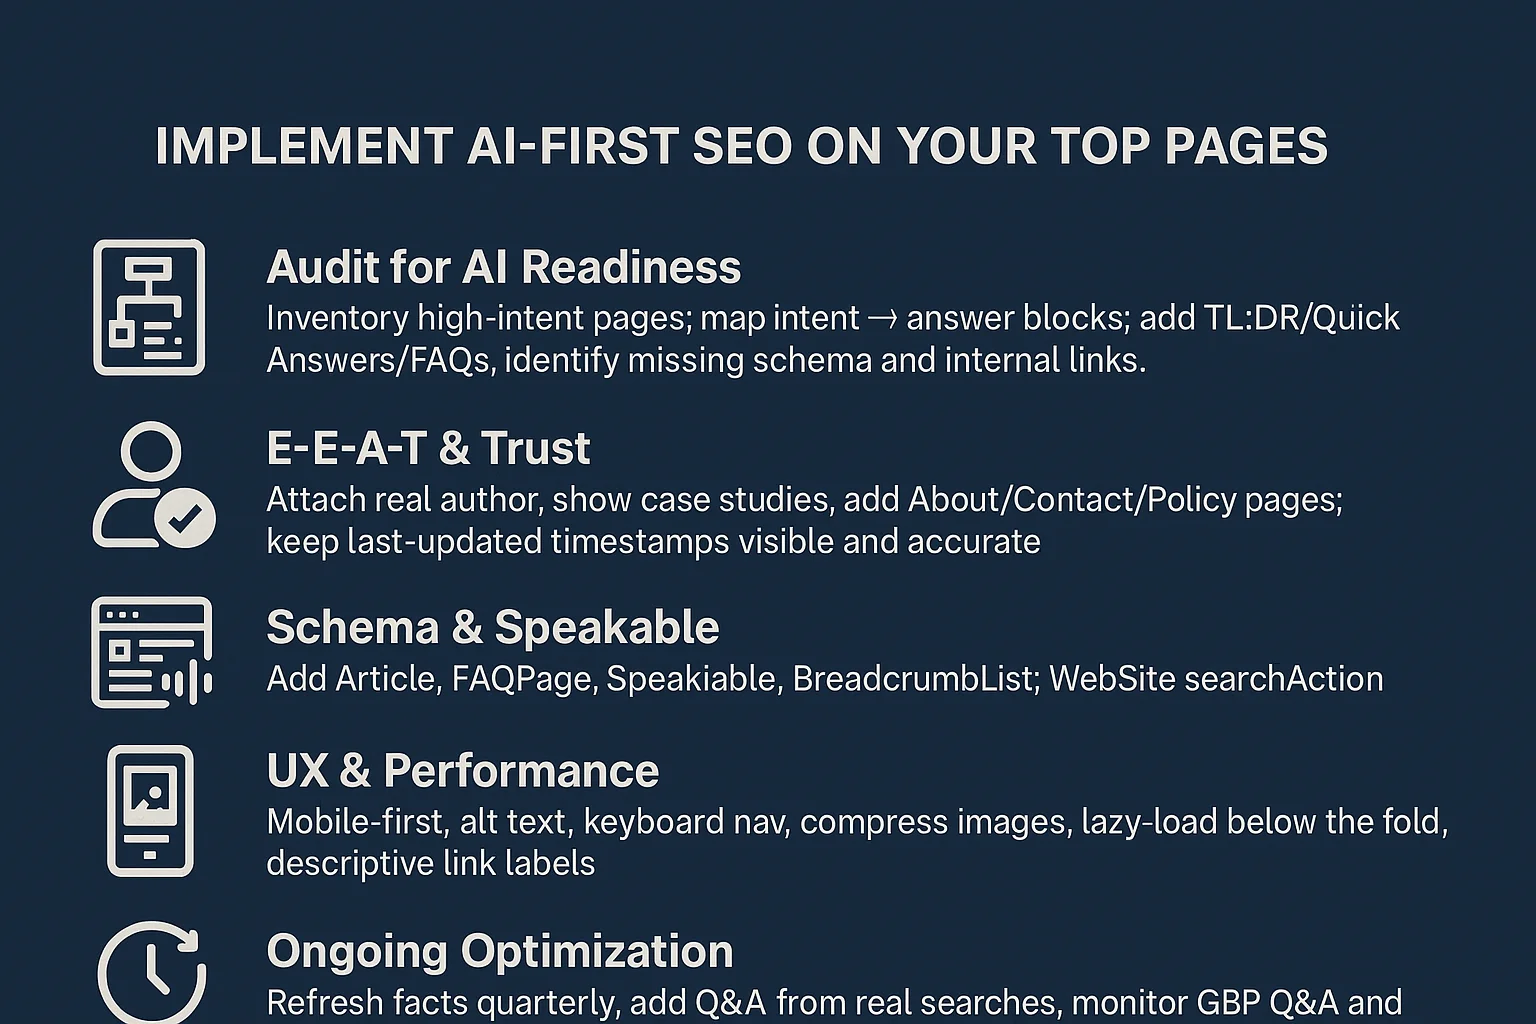 IMPLEMENT AI-FIRST SEO ON YOUR TOP PAGES
Audit for AI Readiness
Inventory high-intent pages; map intent → answer blocks; add TL:DR/Quick
Answers/FAQs, identify missing schema and internal links.
E-E-A-T & Trust
Attach real author, show case studies, add About/Contact/Policy pages;
keep last-updated timestamps visible and accurate
Schema & Speakable
Add Article, FAQPage, Speakiable, BreadcrumbList; WebSite searchAction
UX & Performance
Mobile-first, alt text, keyboard nav, compress images, lazy-load below the fold,
descriptive link labels
Ongoing Optimization
Refresh facts quarterly, add Q&A from real searches, monitor GBP Q&A and